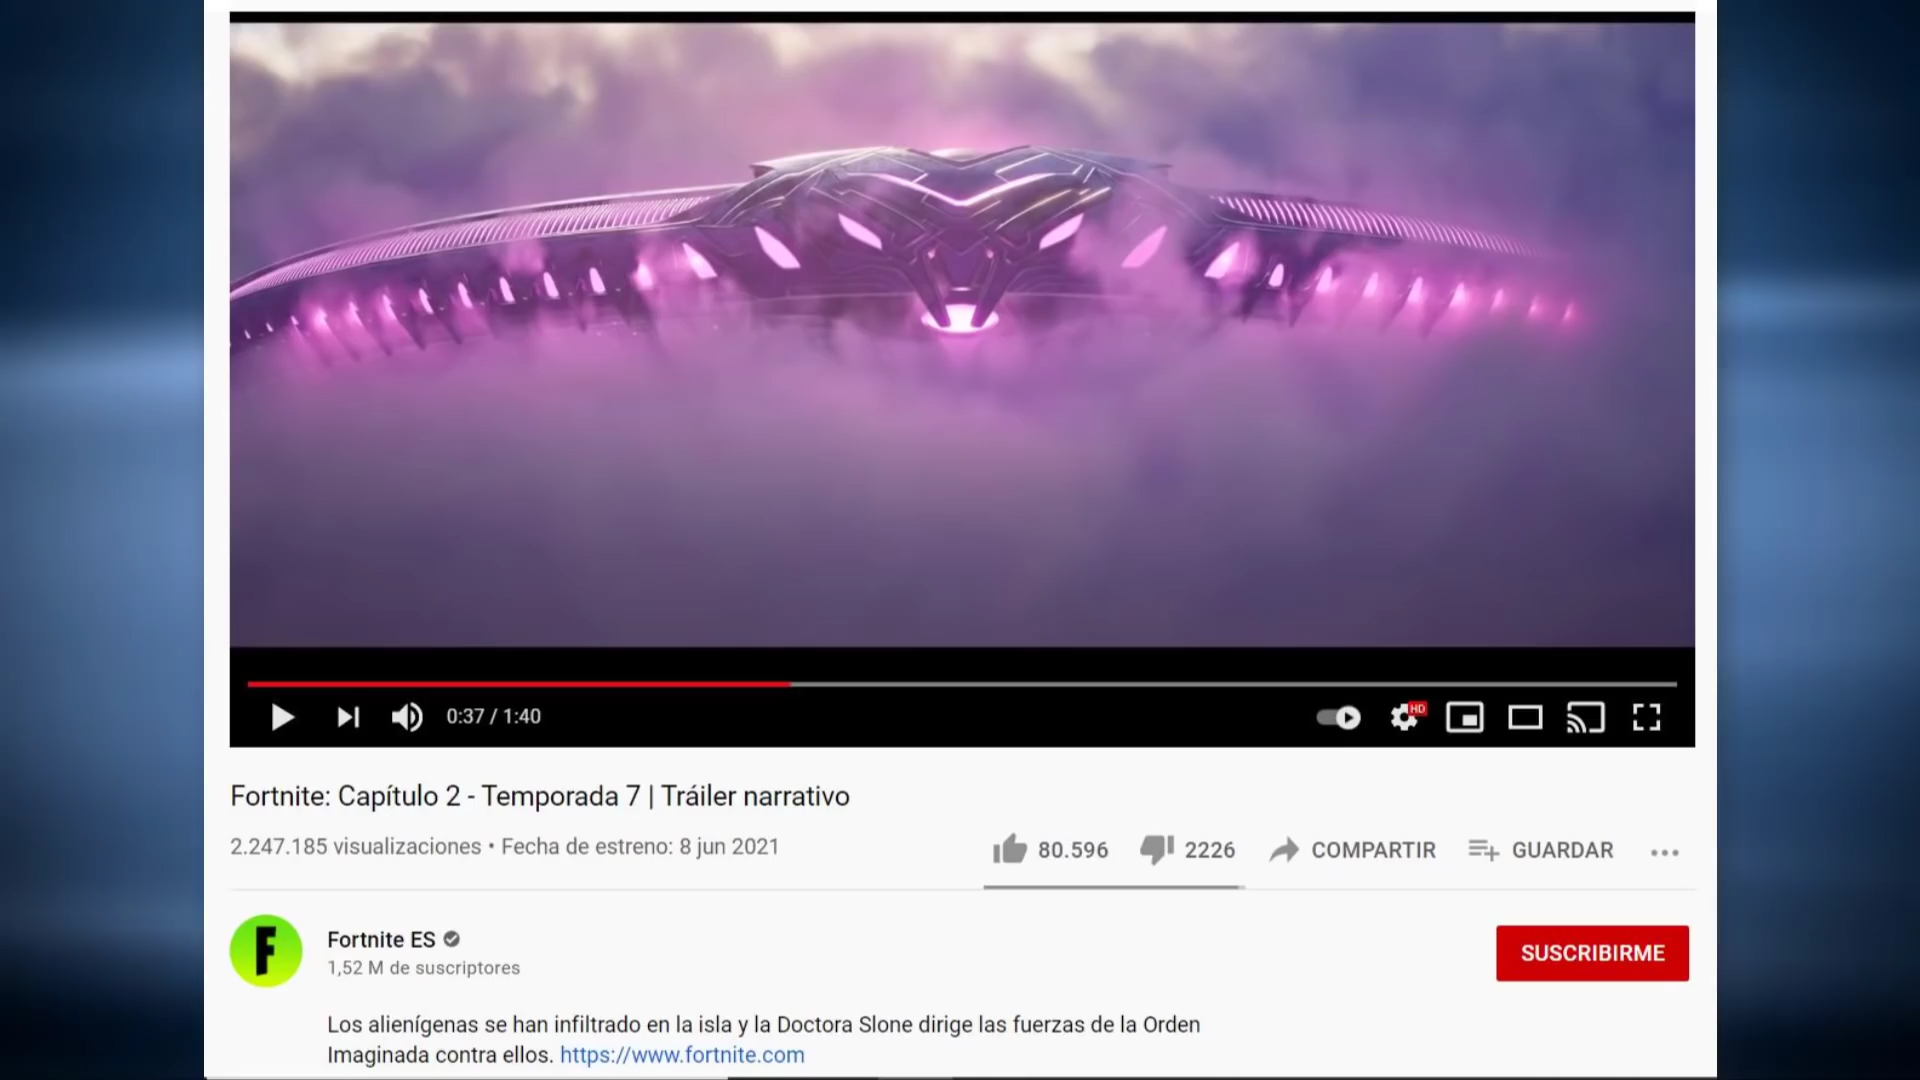 0:37 / 1:40
HD
Fortnite: Capítulo 2 - Temporada 7 | Tráiler narrativo
2.247.185 visualizaciones • Fecha de estreno: 8 jun 2021
80.596
2226
COMPARTIR
GUARDAR
F
Fortnite ES
1,52 M de suscriptores
SUSCRIBIRME
Los alienígenas se han infiltrado en la isla y la Doctora Slone dirige las fuerzas de la Orden
Imaginada contra ellos. https://www.fortnite.com